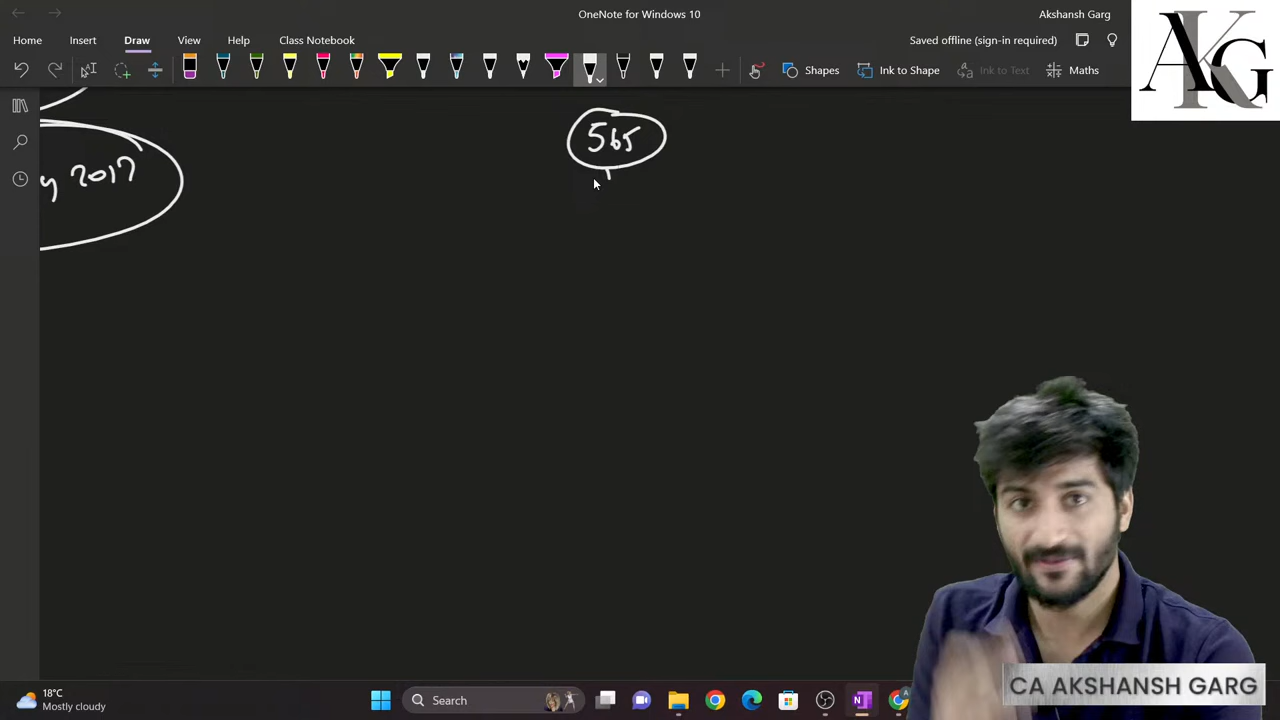 OneNote for Windows 10
Akshansh Garg
Home Insert Draw View Help Class Notebook
Saved offline (sign-in required)
Shapes Ink to Shape Ink to Text Maths
AKG
565
y 2017
CA AKSHANSH GARG
18°C
Mostly cloudy
Search